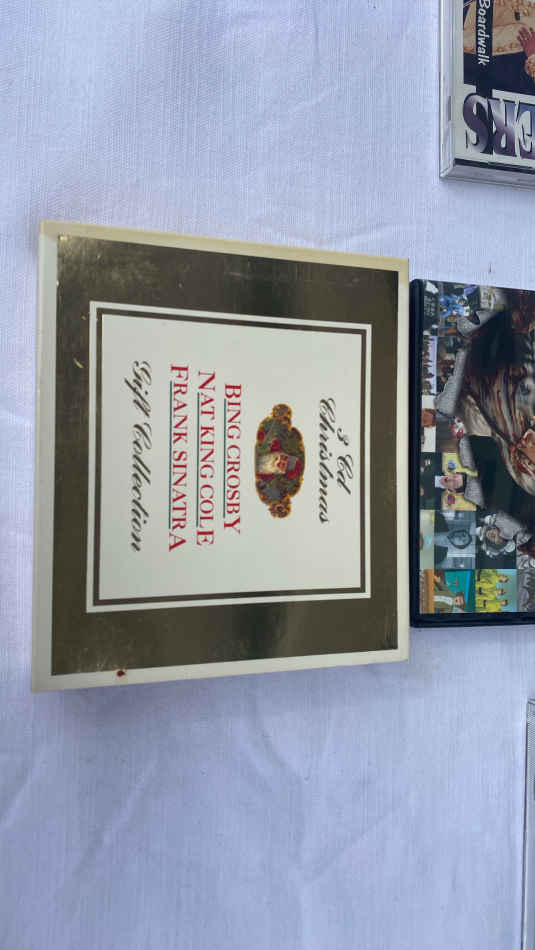 3 Cd
Christmas
BING CROSBY
NAT KING COLE
FRANK SINATRA
Gift Collection
Boardwalk
ERS